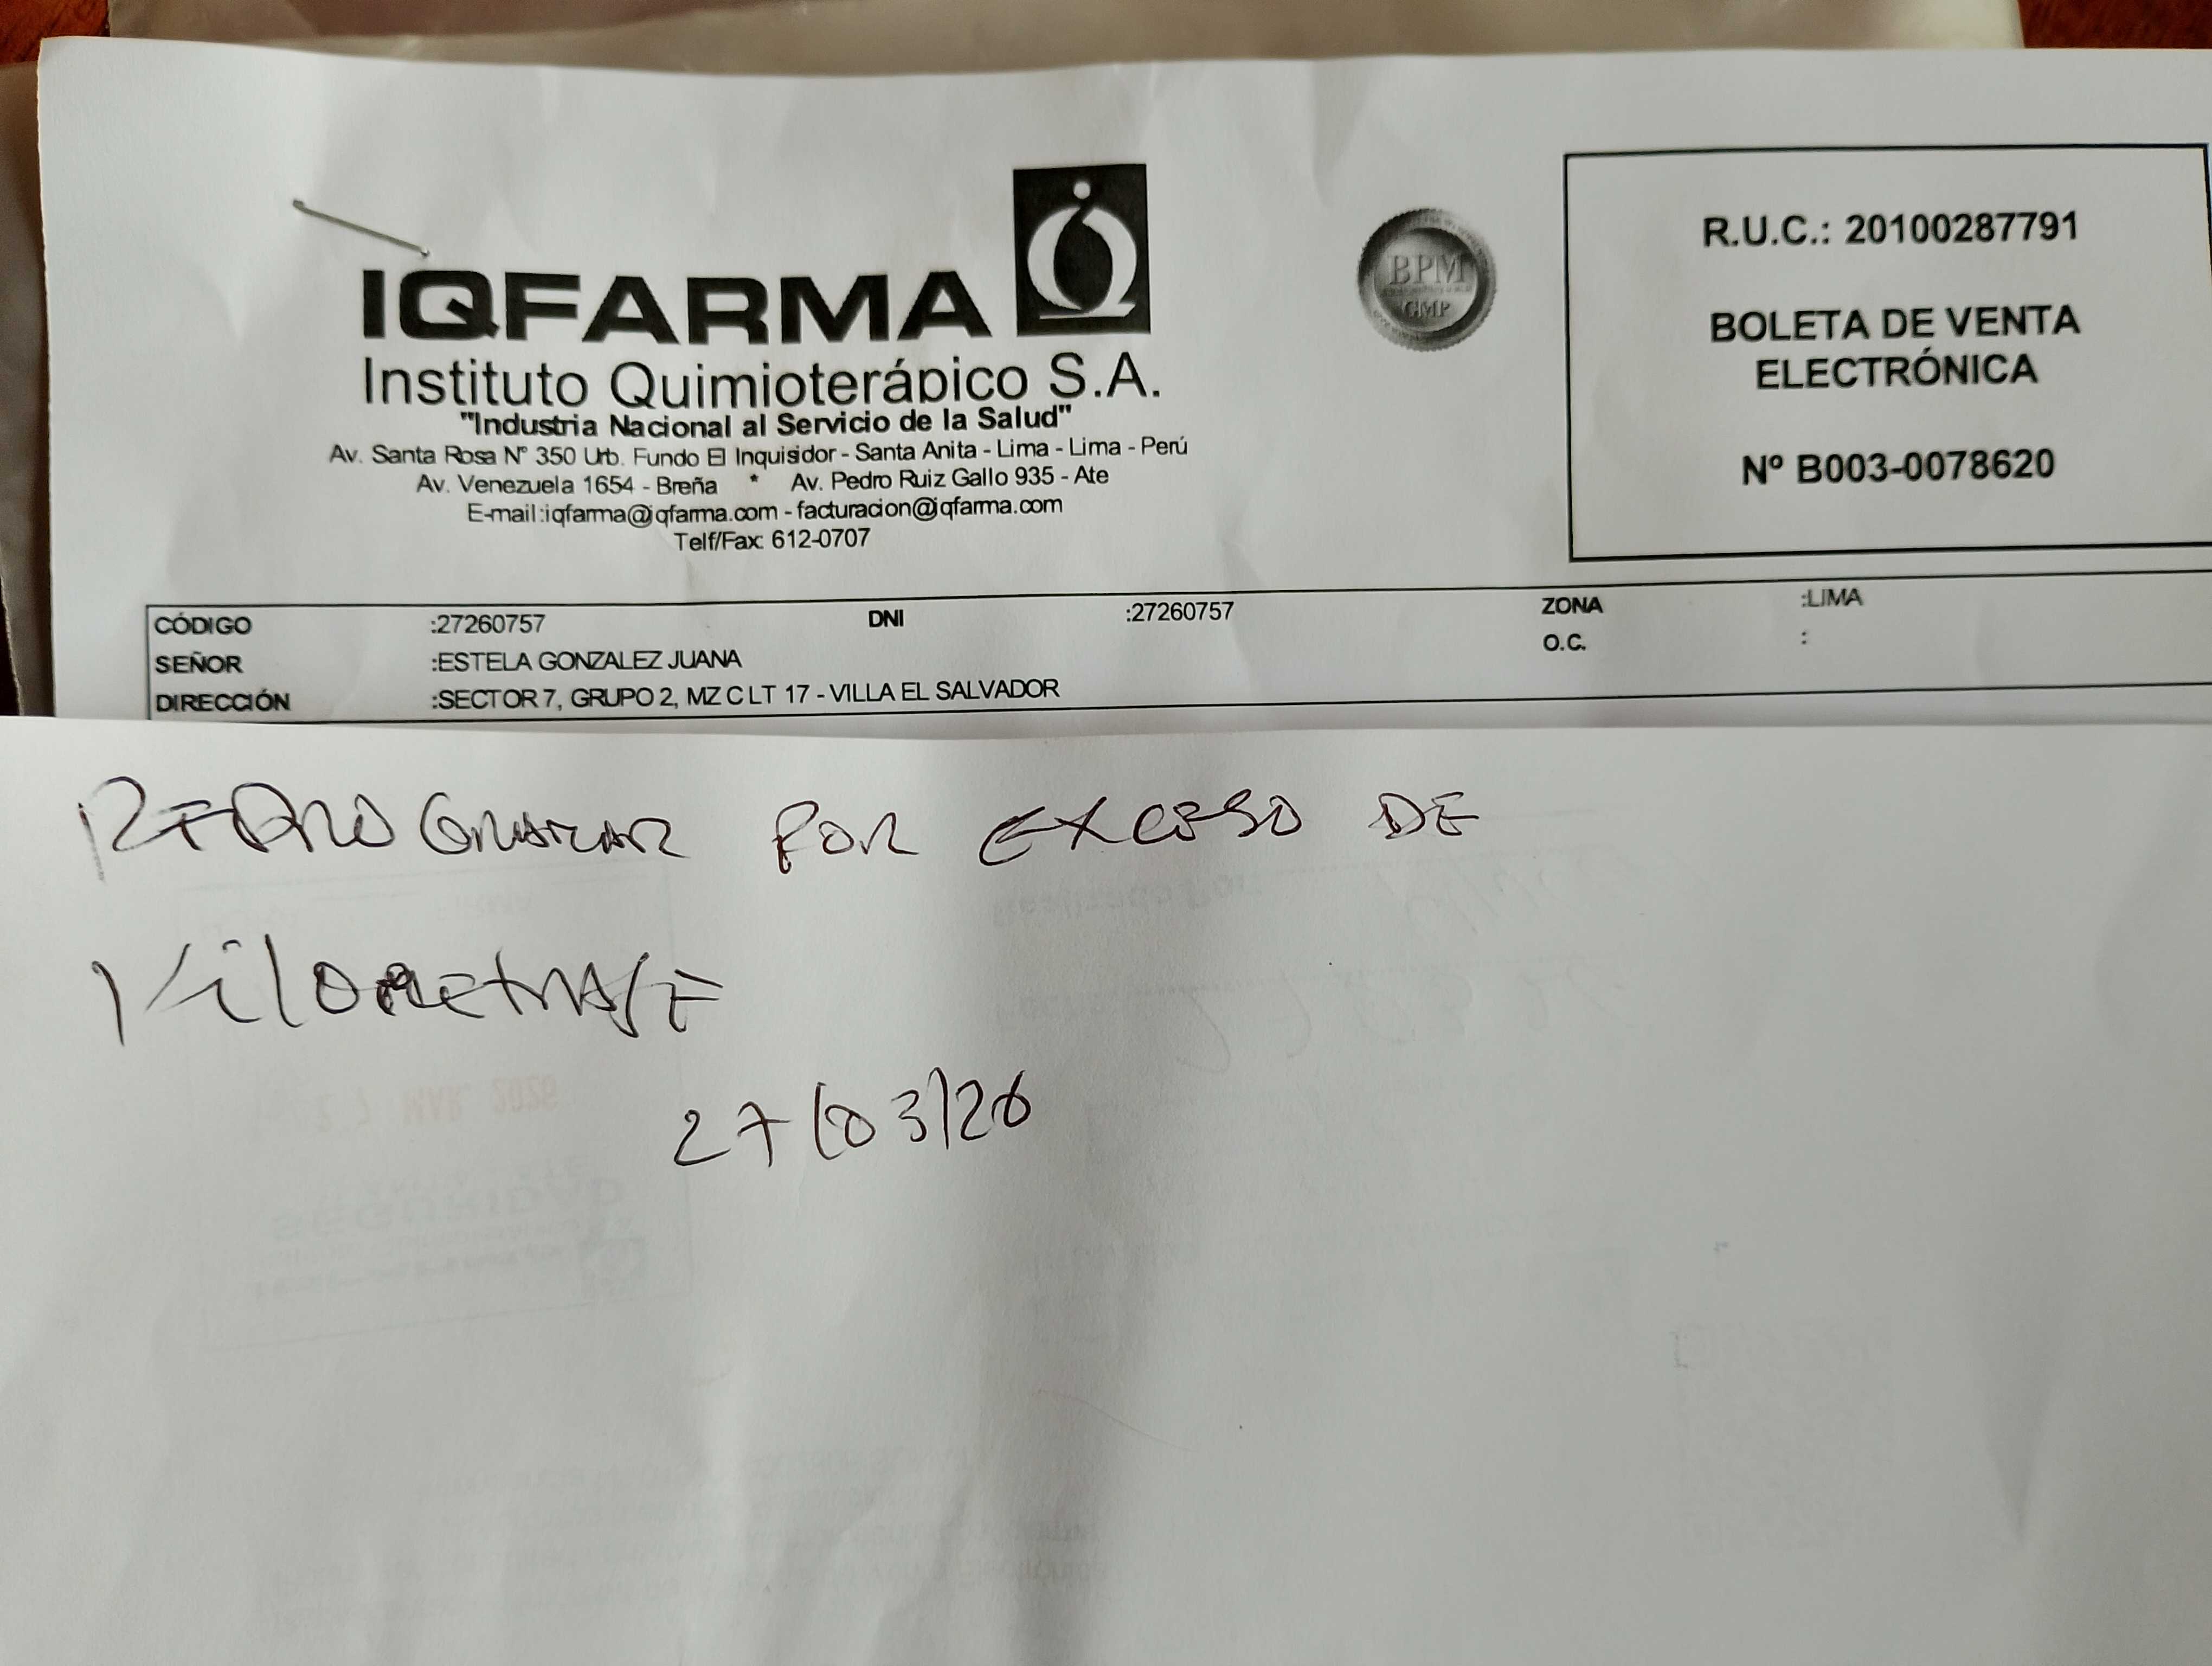 IQFARMA
Instituto Quimioterápico S.A.
"Industria Nacional al Servicio de la Salud"
Av. Santa Rosa N° 350 Urb. Fundo El Inquisidor - Santa Anita - Lima - Lima - Perú
Av. Venezuela 1654 - Breña * Av. Pedro Ruiz Gallo 935 - Ate
E-mail:iqfarma@iqfarma.com - facturacion@iqfarma.com
Telf/Fax: 612-0707
BPM
GMP
R.U.C.: 20100287791
BOLETA DE VENTA
ELECTRÓNICA
Nº B003-0078620
CÓDIGO :27260757 DNI :27260757 ZONA :LIMA
SEÑOR :ESTELA GONZALEZ JUANA O.C. :
DIRECCIÓN :SECTOR 7, GRUPO 2, MZ C LT 17 - VILLA EL SALVADOR
REPROGRAMAR POR EXCESO DE
KilOMETRAJE
27/03/26